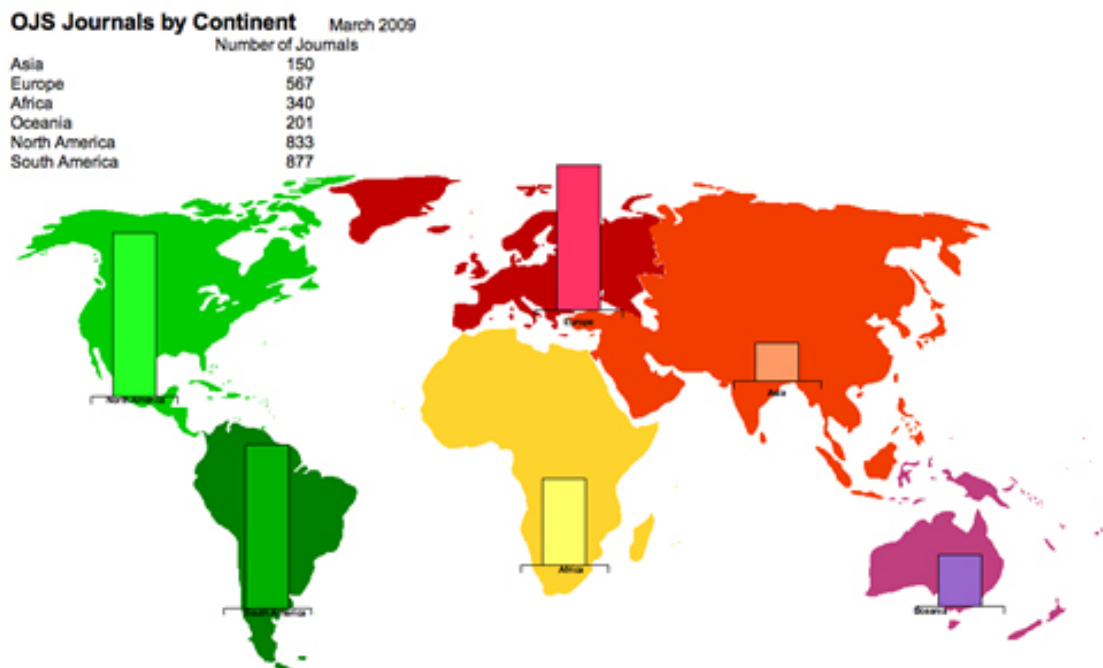 OJS Journals by Continent March 2009
Number of Journals
Asia 150
Europe 567
Africa 340
Oceania 201
North America 833
South America 877
Europe
North America
Asia
Africa
South America
Oceania